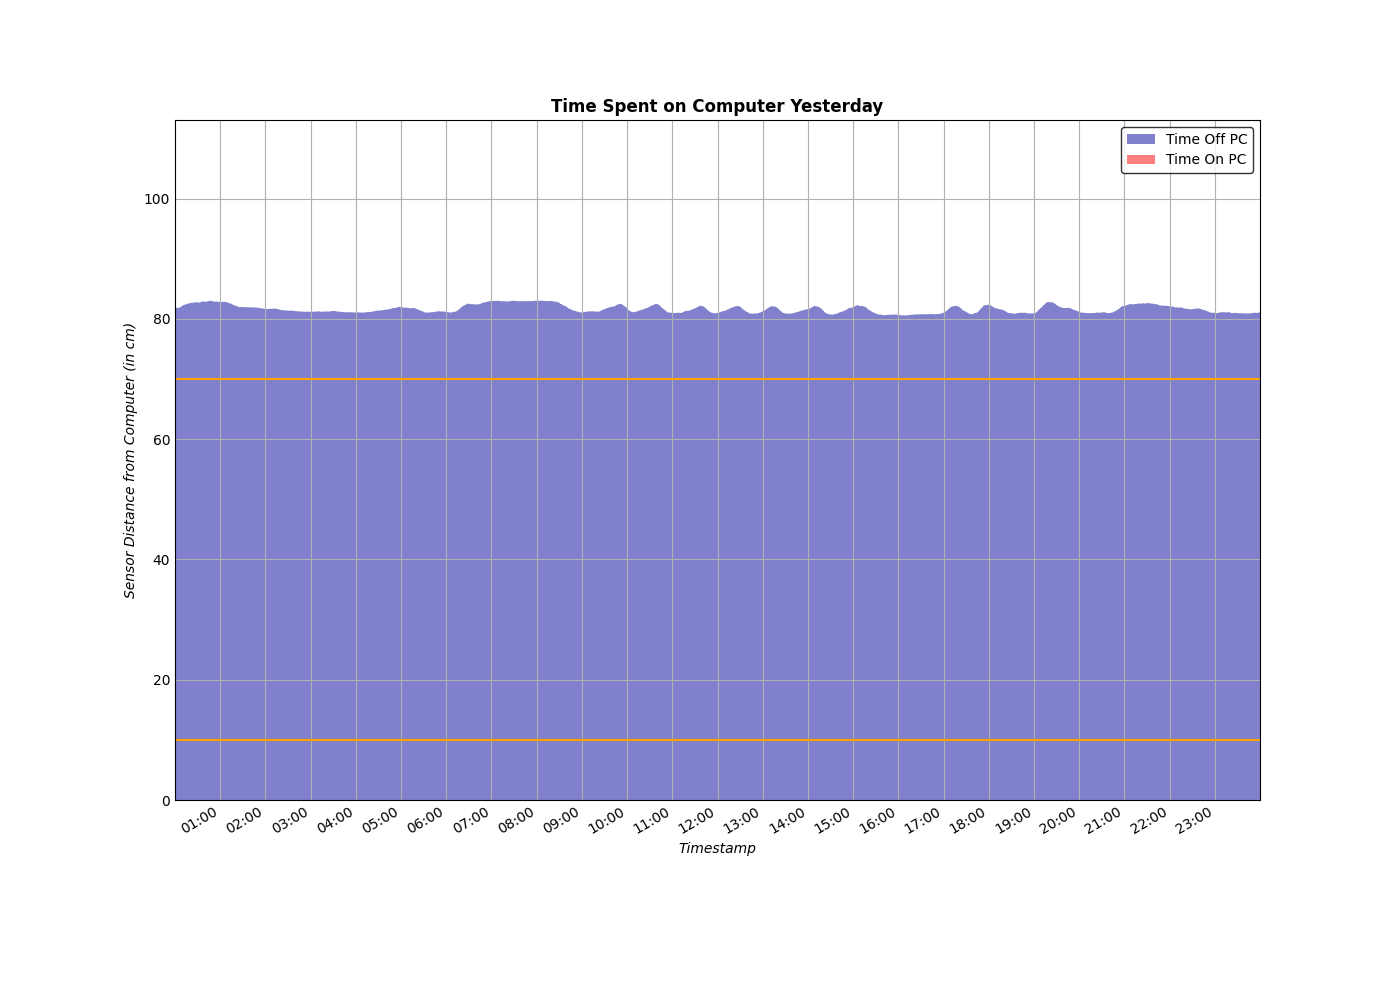 Time Spent on Computer Yesterday
Time Off PC
Time On PC
Sensor Distance from Computer (in cm)
100
80
60
40
20
0
01:00 02:00 03:00 04:00 05:00 06:00 07:00 08:00 09:00 10:00 11:00 12:00 13:00 14:00 15:00 16:00 17:00 18:00 19:00 20:00 21:00 22:00 23:00
Timestamp